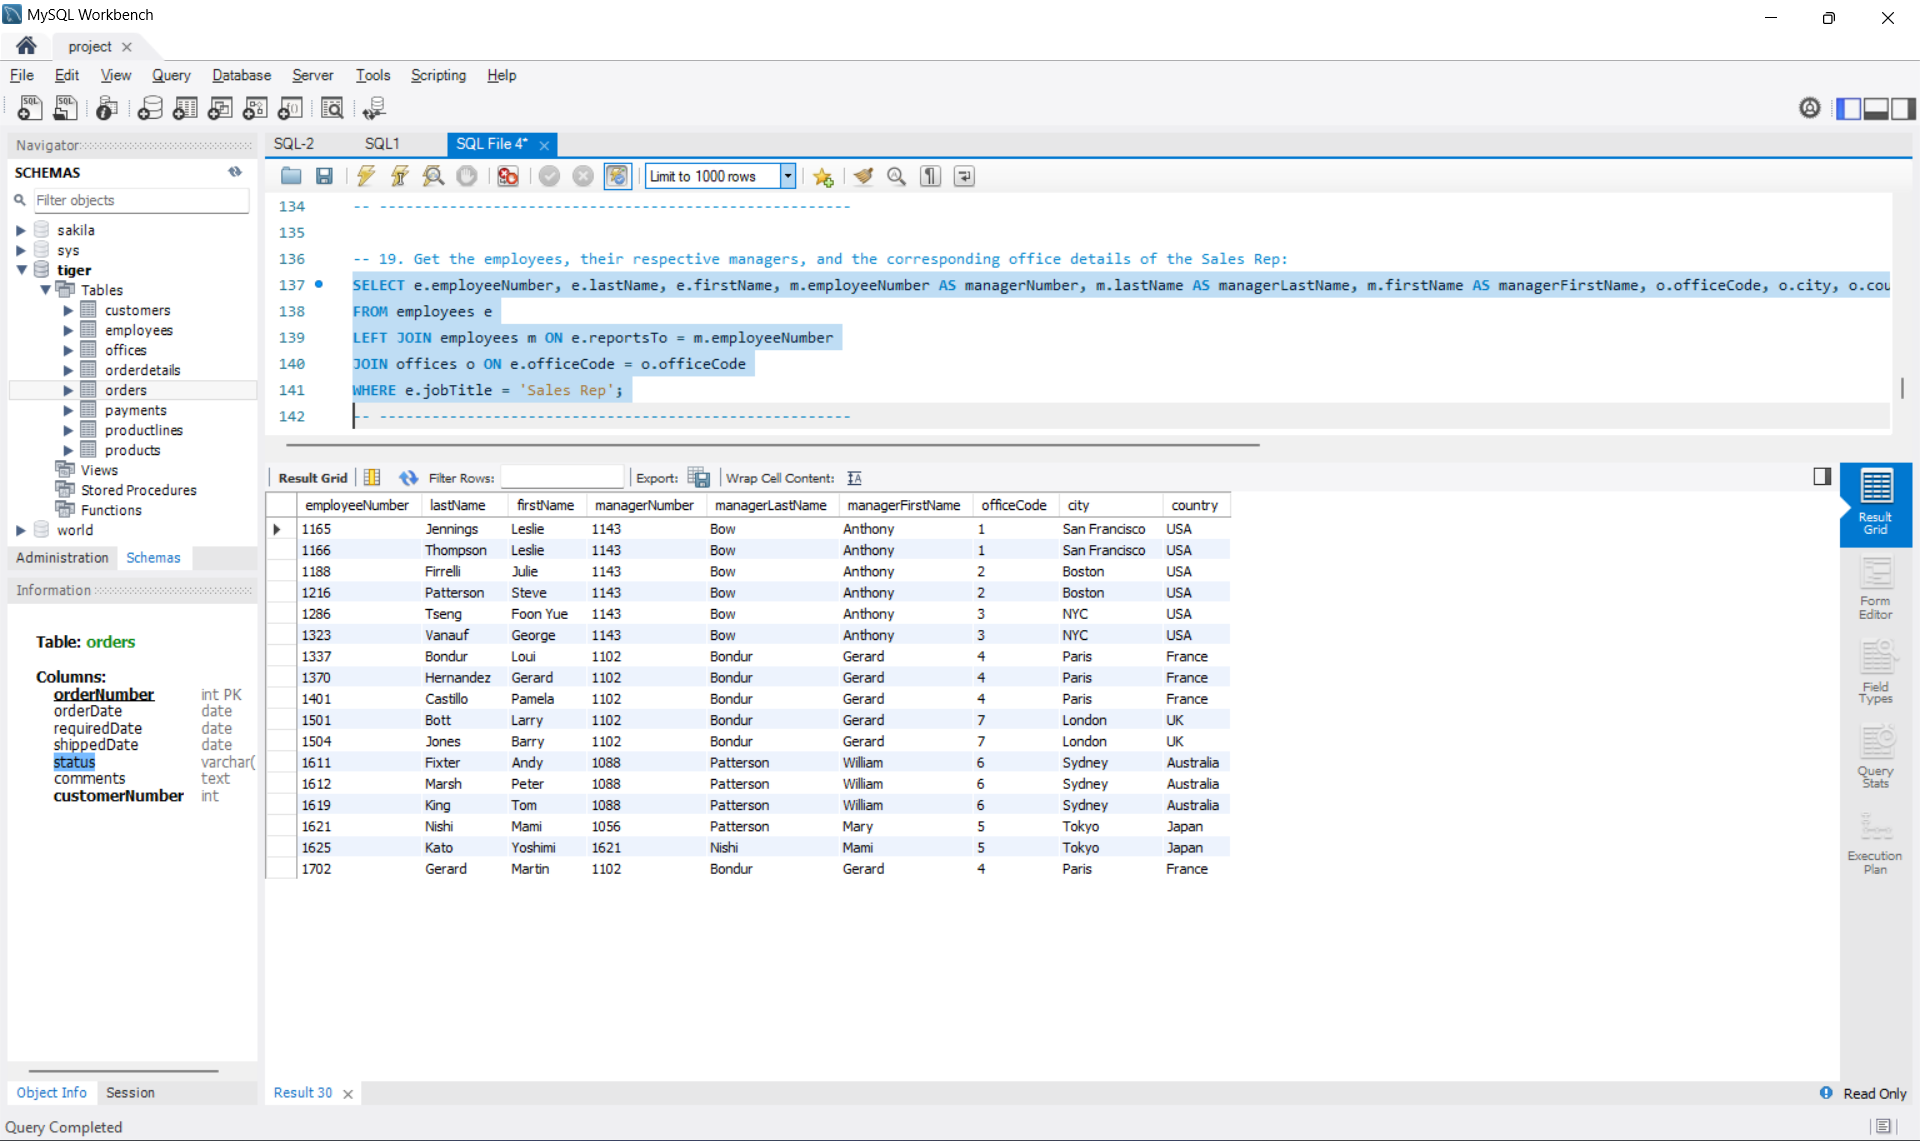 MySQL Workbench
project
File Edit View Query Database Server Tools Scripting Help
Navigator
SCHEMAS
Filter objects
sakila
sys
tiger
Tables
customers
employees
offices
orderdetails
orders
payments
productlines
products
Views
Stored Procedures
Functions
world
Administration Schemas
Information
Table: orders
Columns:
orderNumber int PK
orderDate date
requiredDate date
shippedDate date
status varchar(
comments text
customerNumber int
Object Info Session
Query Completed
SQL-2 SQL1 SQL File 4*
Limit to 1000 rows
134 -- ------------------------------------------------------
135
136 -- 19. Get the employees, their respective managers, and the corresponding office details of the Sales Rep:
137 SELECT e.employeeNumber, e.lastName, e.firstName, m.employeeNumber AS managerNumber, m.lastName AS managerLastName, m.firstName AS managerFirstName, o.officeCode, o.city, o.cou
138 FROM employees e
139 LEFT JOIN employees m ON e.reportsTo = m.employeeNumber
140 JOIN offices o ON e.officeCode = o.officeCode
141 WHERE e.jobTitle = 'Sales Rep';
142 -- ------------------------------------------------------
Result Grid Filter Rows: Export: Wrap Cell Content:
employeeNumber lastName firstName managerNumber managerLastName managerFirstName officeCode city country
1165 Jennings Leslie 1143 Bow Anthony 1 San Francisco USA
1166 Thompson Leslie 1143 Bow Anthony 1 San Francisco USA
1188 Firrelli Julie 1143 Bow Anthony 2 Boston USA
1216 Patterson Steve 1143 Bow Anthony 2 Boston USA
1286 Tseng Foon Yue 1143 Bow Anthony 3 NYC USA
1323 Vanauf George 1143 Bow Anthony 3 NYC USA
1337 Bondur Loui 1102 Bondur Gerard 4 Paris France
1370 Hernandez Gerard 1102 Bondur Gerard 4 Paris France
1401 Castillo Pamela 1102 Bondur Gerard 4 Paris France
1501 Bott Larry 1102 Bondur Gerard 7 London UK
1504 Jones Barry 1102 Bondur Gerard 7 London UK
1611 Fixter Andy 1088 Patterson William 6 Sydney Australia
1612 Marsh Peter 1088 Patterson William 6 Sydney Australia
1619 King Tom 1088 Patterson William 6 Sydney Australia
1621 Nishi Mami 1056 Patterson Mary 5 Tokyo Japan
1625 Kato Yoshimi 1621 Nishi Mami 5 Tokyo Japan
1702 Gerard Martin 1102 Bondur Gerard 4 Paris France
Result
Grid
Form
Editor
Field
Types
Query
Stats
Execution
Plan
Result 30
Read Only